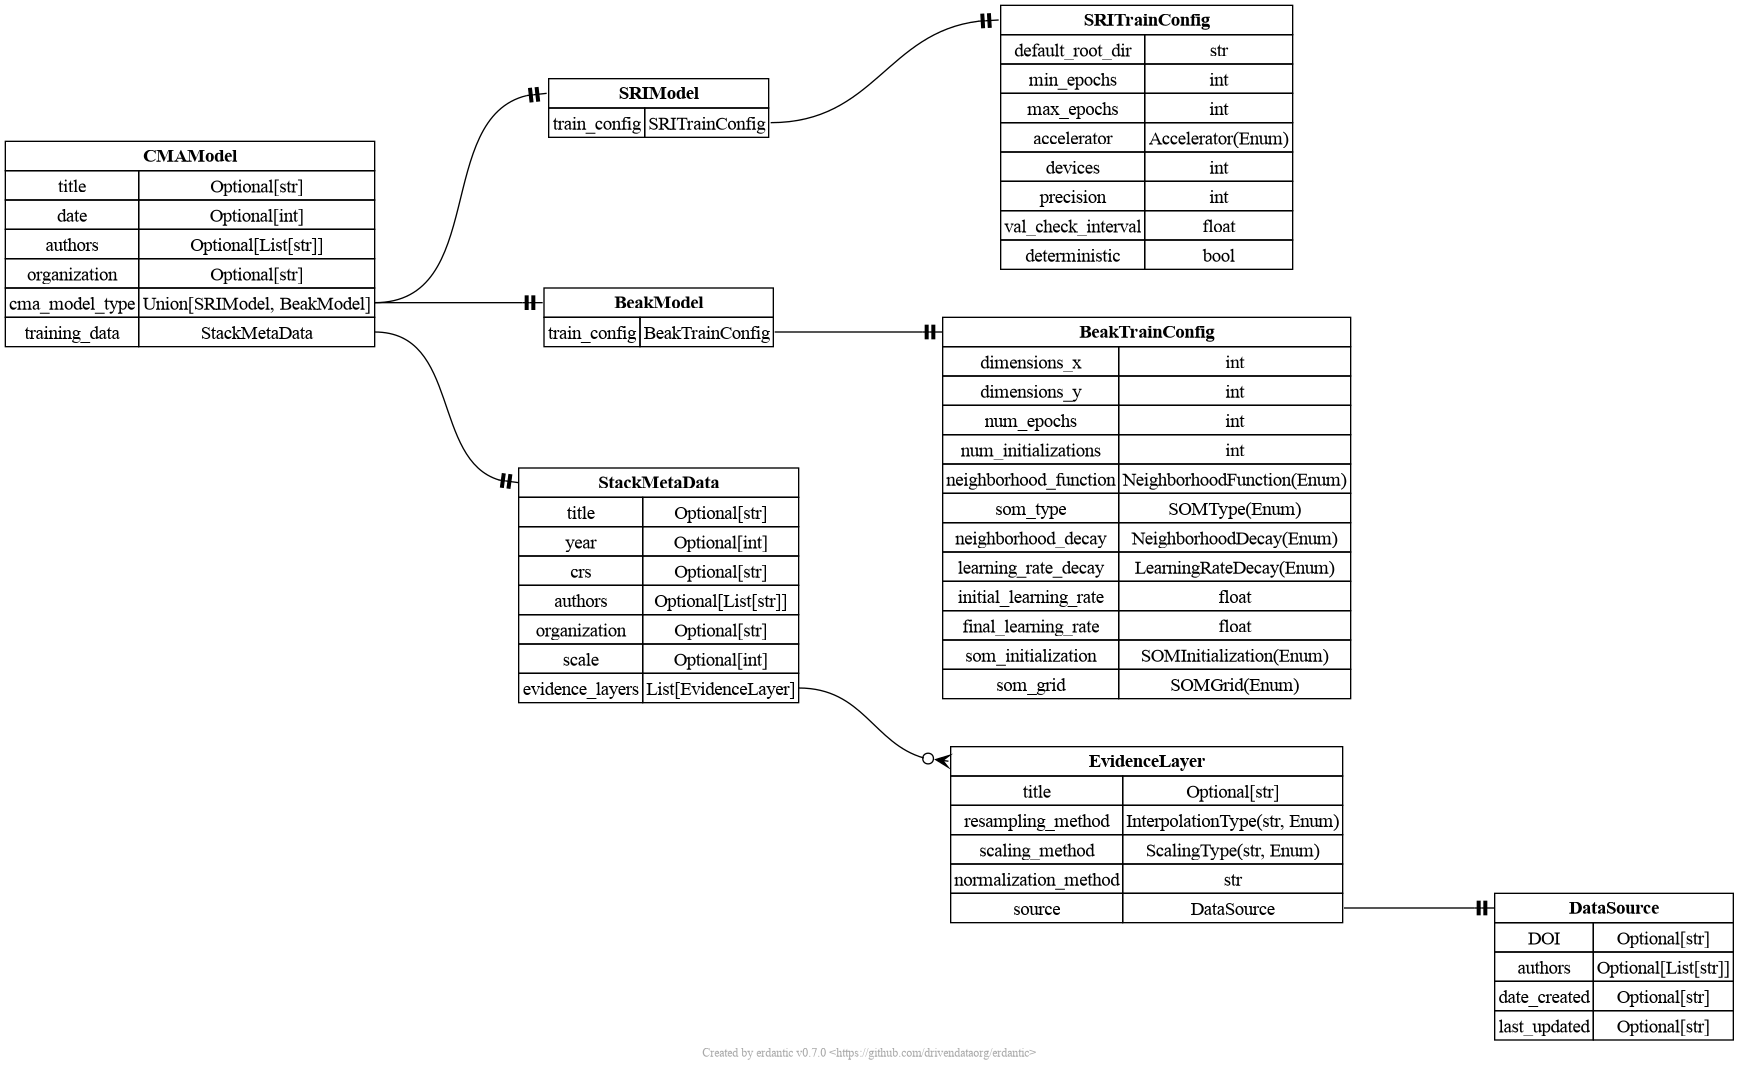 CMAModel
title Optional[str]
date Optional[int]
authors Optional[List[str]]
organization Optional[str]
cma_model_type Union[SRIModel, BeakModel]
training_data StackMetaData
SRIModel
train_config SRITrainConfig
SRITrainConfig
default_root_dir str
min_epochs int
max_epochs int
accelerator Accelerator(Enum)
devices int
precision int
val_check_interval float
deterministic bool
BeakModel
train_config BeakTrainConfig
BeakTrainConfig
dimensions_x int
dimensions_y int
num_epochs int
num_initializations int
neighborhood_function NeighborhoodFunction(Enum)
som_type SOMType(Enum)
neighborhood_decay NeighborhoodDecay(Enum)
learning_rate_decay LearningRateDecay(Enum)
initial_learning_rate float
final_learning_rate float
som_initialization SOMInitialization(Enum)
som_grid SOMGrid(Enum)
StackMetaData
title Optional[str]
year Optional[int]
crs Optional[str]
authors Optional[List[str]]
organization Optional[str]
scale Optional[int]
evidence_layers List[EvidenceLayer]
EvidenceLayer
title Optional[str]
resampling_method InterpolationType(str, Enum)
scaling_method ScalingType(str, Enum)
normalization_method str
source DataSource
DataSource
DOI Optional[str]
authors Optional[List[str]]
date_created Optional[str]
last_updated Optional[str]
Created by erdantic v0.7.0 <https://github.com/drivendataorg/erdantic>